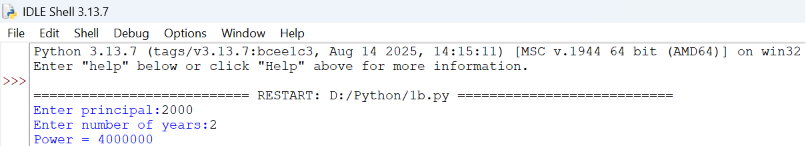 IDLE Shell 3.13.7
File Edit Shell Debug Options Window Help
Python 3.13.7 (tags/v3.13.7:bcee1c3, Aug 14 2025, 14:15:11) [MSC v.1944 64 bit (AMD64)] on win32
Enter "help" below or click "Help" above for more information.
>>>
=========================== RESTART: D:/Python/1b.py ===========================
Enter principal:2000
Enter number of years:2
Power = 4000000